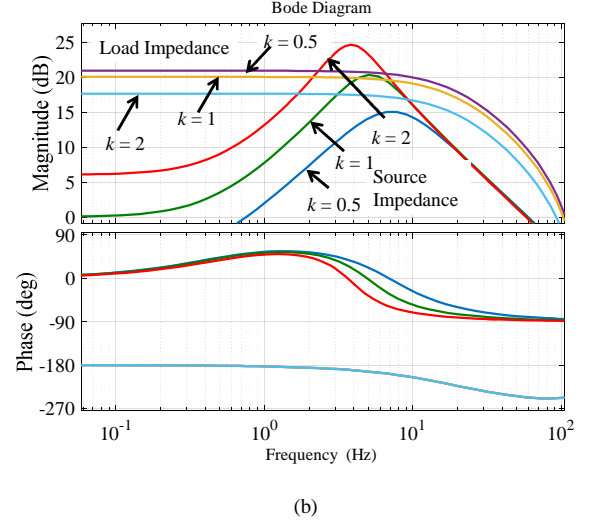 Bode Diagram
Magnitude (dB)
25
20
15
10
5
0
Load Impedance
k = 0.5
k = 1
k = 2
k = 2
k = 1
k = 0.5
Source
Impedance
Phase (deg)
90
0
-90
-180
-270
10-1
100
101
102
Frequency (Hz)
(b)